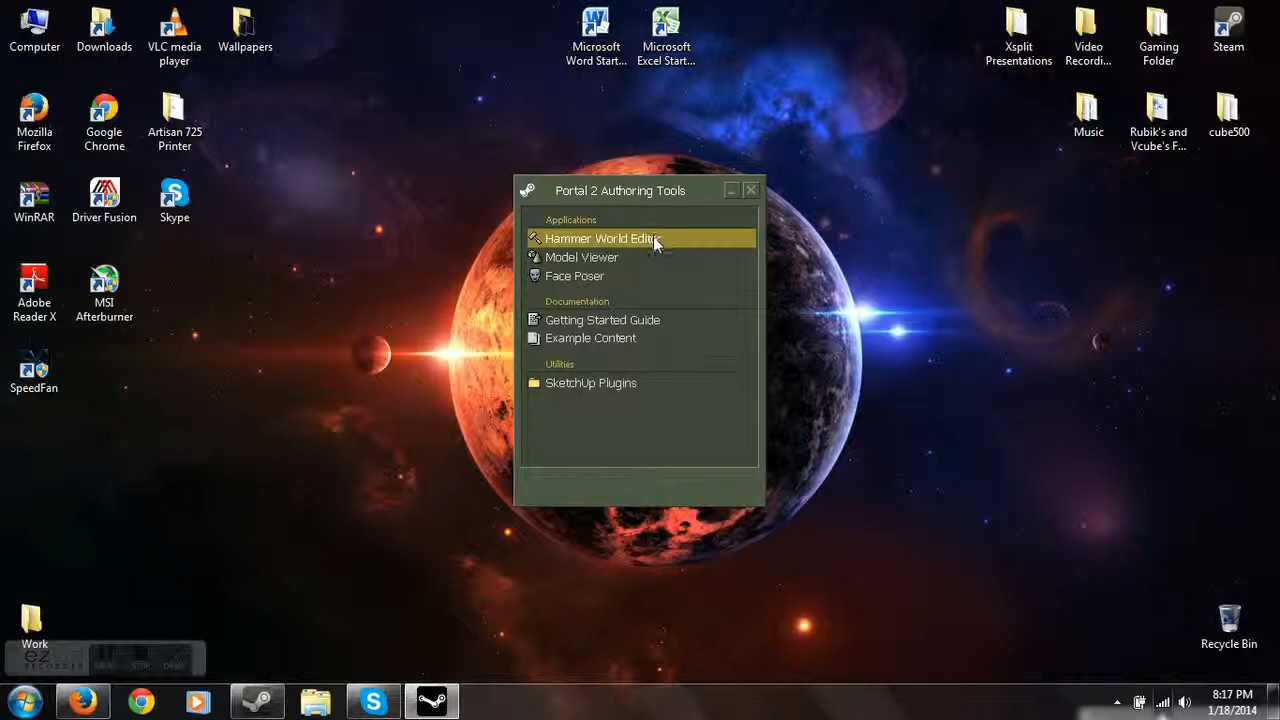 Computer
Downloads
VLC media
player
Wallpapers
Microsoft
Word Start...
Microsoft
Excel Start...
Xsplit
Presentations
Video
Recordi...
Gaming
Folder
Steam
Mozilla
Firefox
Google
Chrome
Artisan 725
Printer
Music
Rubik's and
Vcube's F...
cube500
WinRAR
Driver Fusion
Skype
Adobe
Reader X
MSI
Afterburner
SpeedFan
Portal 2 Authoring Tools
Applications
Hammer World Editor
Model Viewer
Face Poser
Documentation
Getting Started Guide
Example Content
Utilities
SketchUp Plugins
Work
Recycle Bin
RECORDER
STOP
DRAW
8:17 PM
1/18/2014